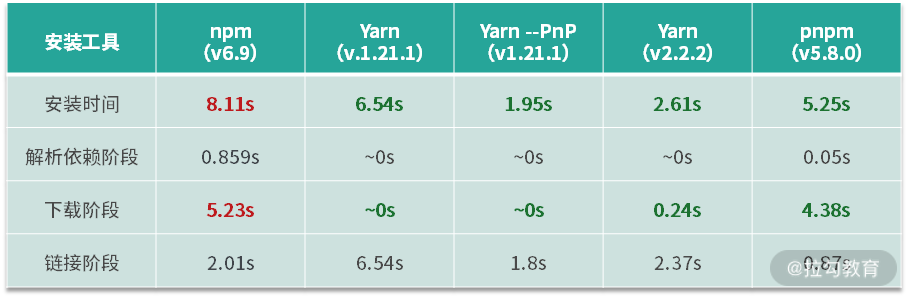 安装工具 npm (v6.9) Yarn (v.1.21.1) Yarn --PnP (v1.21.1) Yarn (v2.2.2) pnpm (v5.8.0)
安装时间 8.11s 6.54s 1.95s 2.61s 5.25s
解析依赖阶段 0.859s ~0s ~0s ~0s 0.05s
下载阶段 5.23s ~0s ~0s 0.24s 4.38s
链接阶段 2.01s 6.54s 1.8s 2.37s 0.87s
@拉勾教育